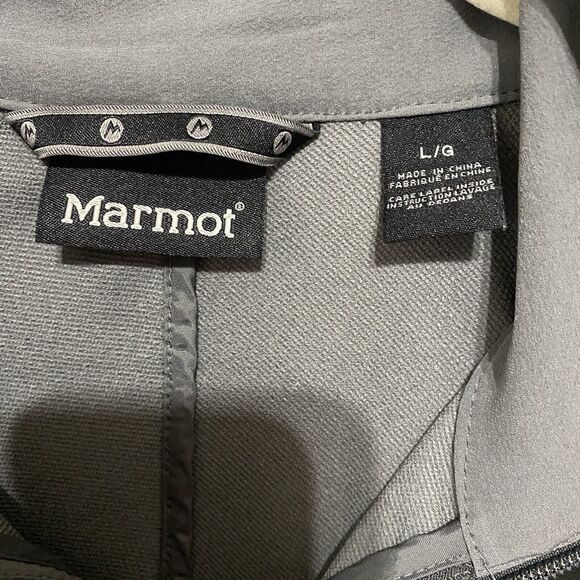 Marmot®
L/G
MADE IN CHINA
FABRIQUE EN CHINE
CARE LABEL INSIDE
INSTRUCTION LAVAGE
AU DEDANS